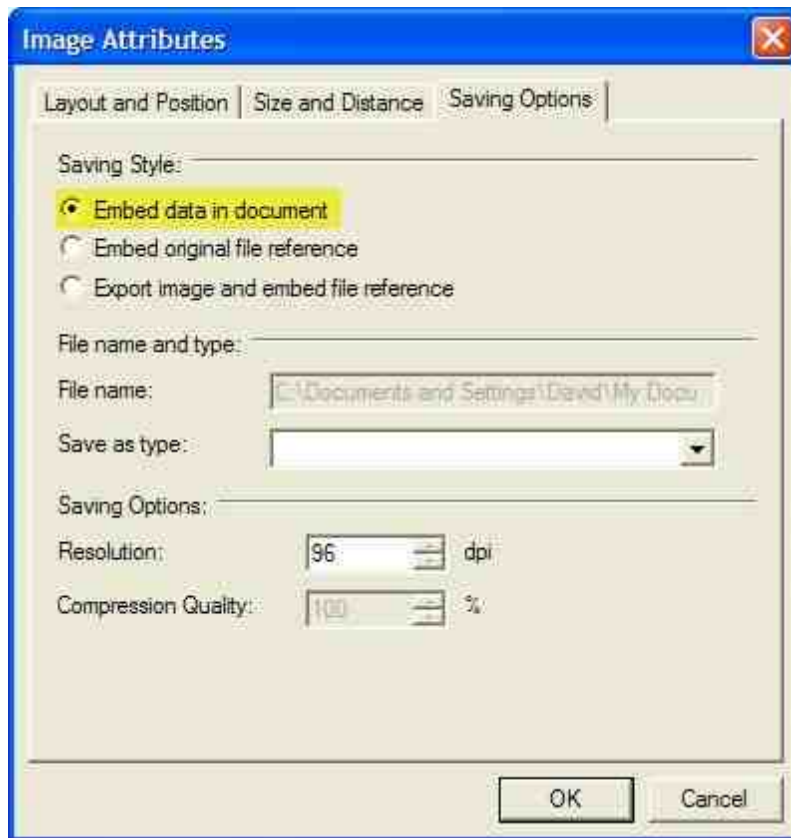 Image Attributes
Layout and Position Size and Distance Saving Options
Saving Style:
Embed data in document
Embed original file reference
Export image and embed file reference
File name and type:
File name: C:\Documents and Settings\David\My Docu
Save as type:
Saving Options:
Resolution: 96 dpi
Compression Quality: 100 %
OK Cancel